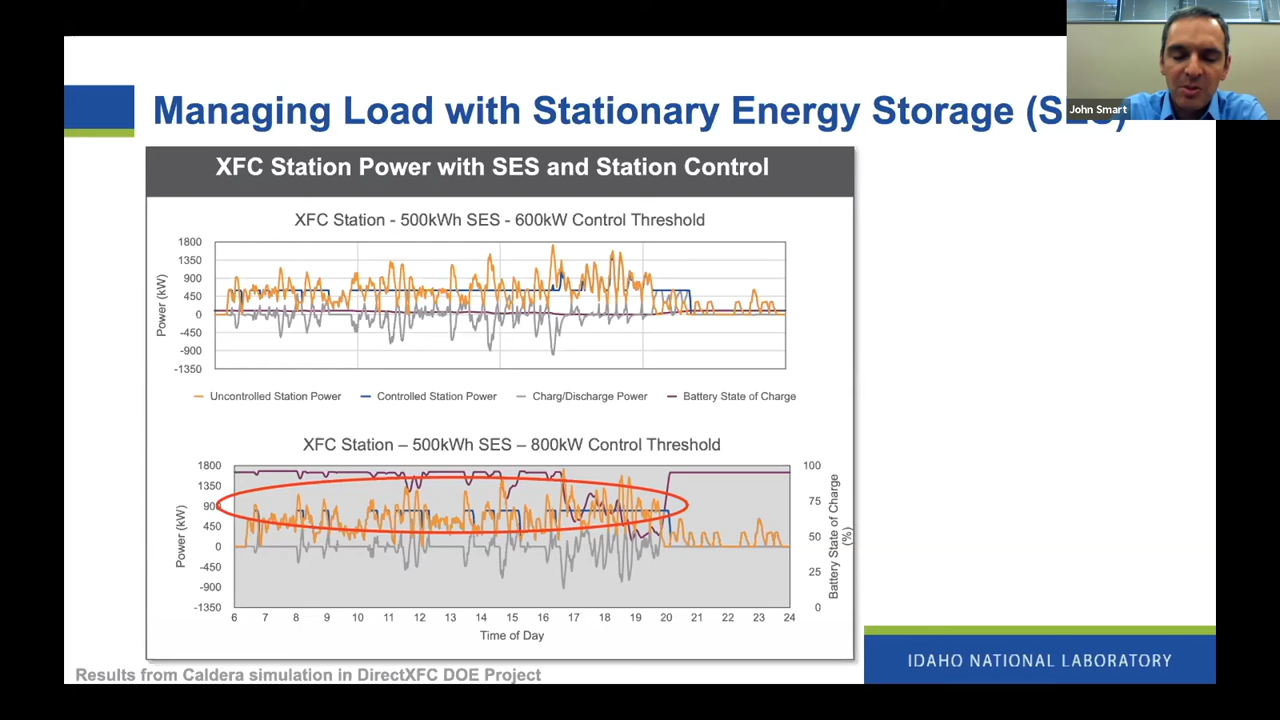 Managing Load with Stationary Energy Storage (SES)
John Smart
XFC Station Power with SES and Station Control
XFC Station - 500kWh SES - 600kW Control Threshold
Power (kW)
1800
1350
900
450
0
-450
-900
-1350
Uncontrolled Station Power
Controlled Station Power
Charg/Discharge Power
Battery State of Charge
XFC Station – 500kWh SES – 800kW Control Threshold
Power (kW)
1800
1350
900
450
0
-450
-900
-1350
100
75
50
25
0
Battery State of Charge
(%)
6 7 8 9 10 11 12 13 14 15 16 17 18 19 20 21 22 23 24
Time of Day
Results from Caldera simulation in DirectXFC DOE Project
IDAHO NATIONAL LABORATORY